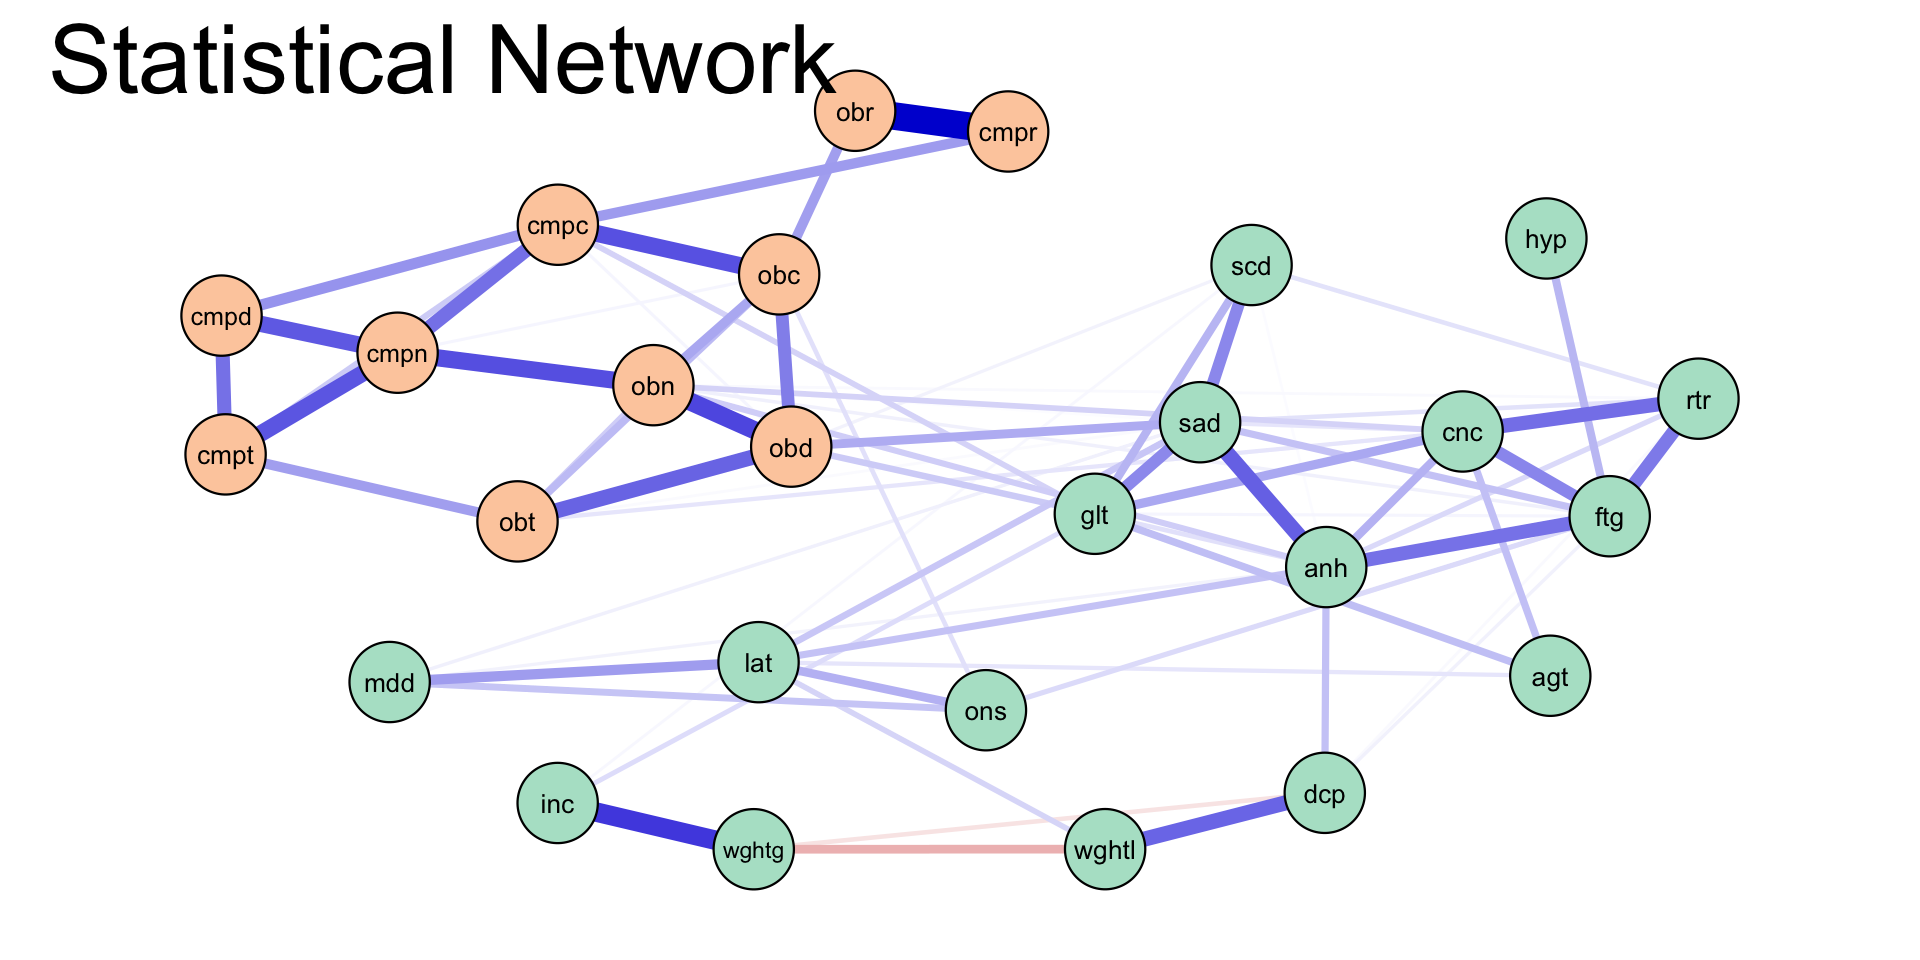 Statistical Network
obr
cmpr
cmpc
hyp
scd
obc
cmpd
cmpn
obn
rtr
sad
cnc
obd
cmpt
glt
ftg
obt
anh
lat
agt
mdd
ons
dcp
inc
wghtg
wghtl